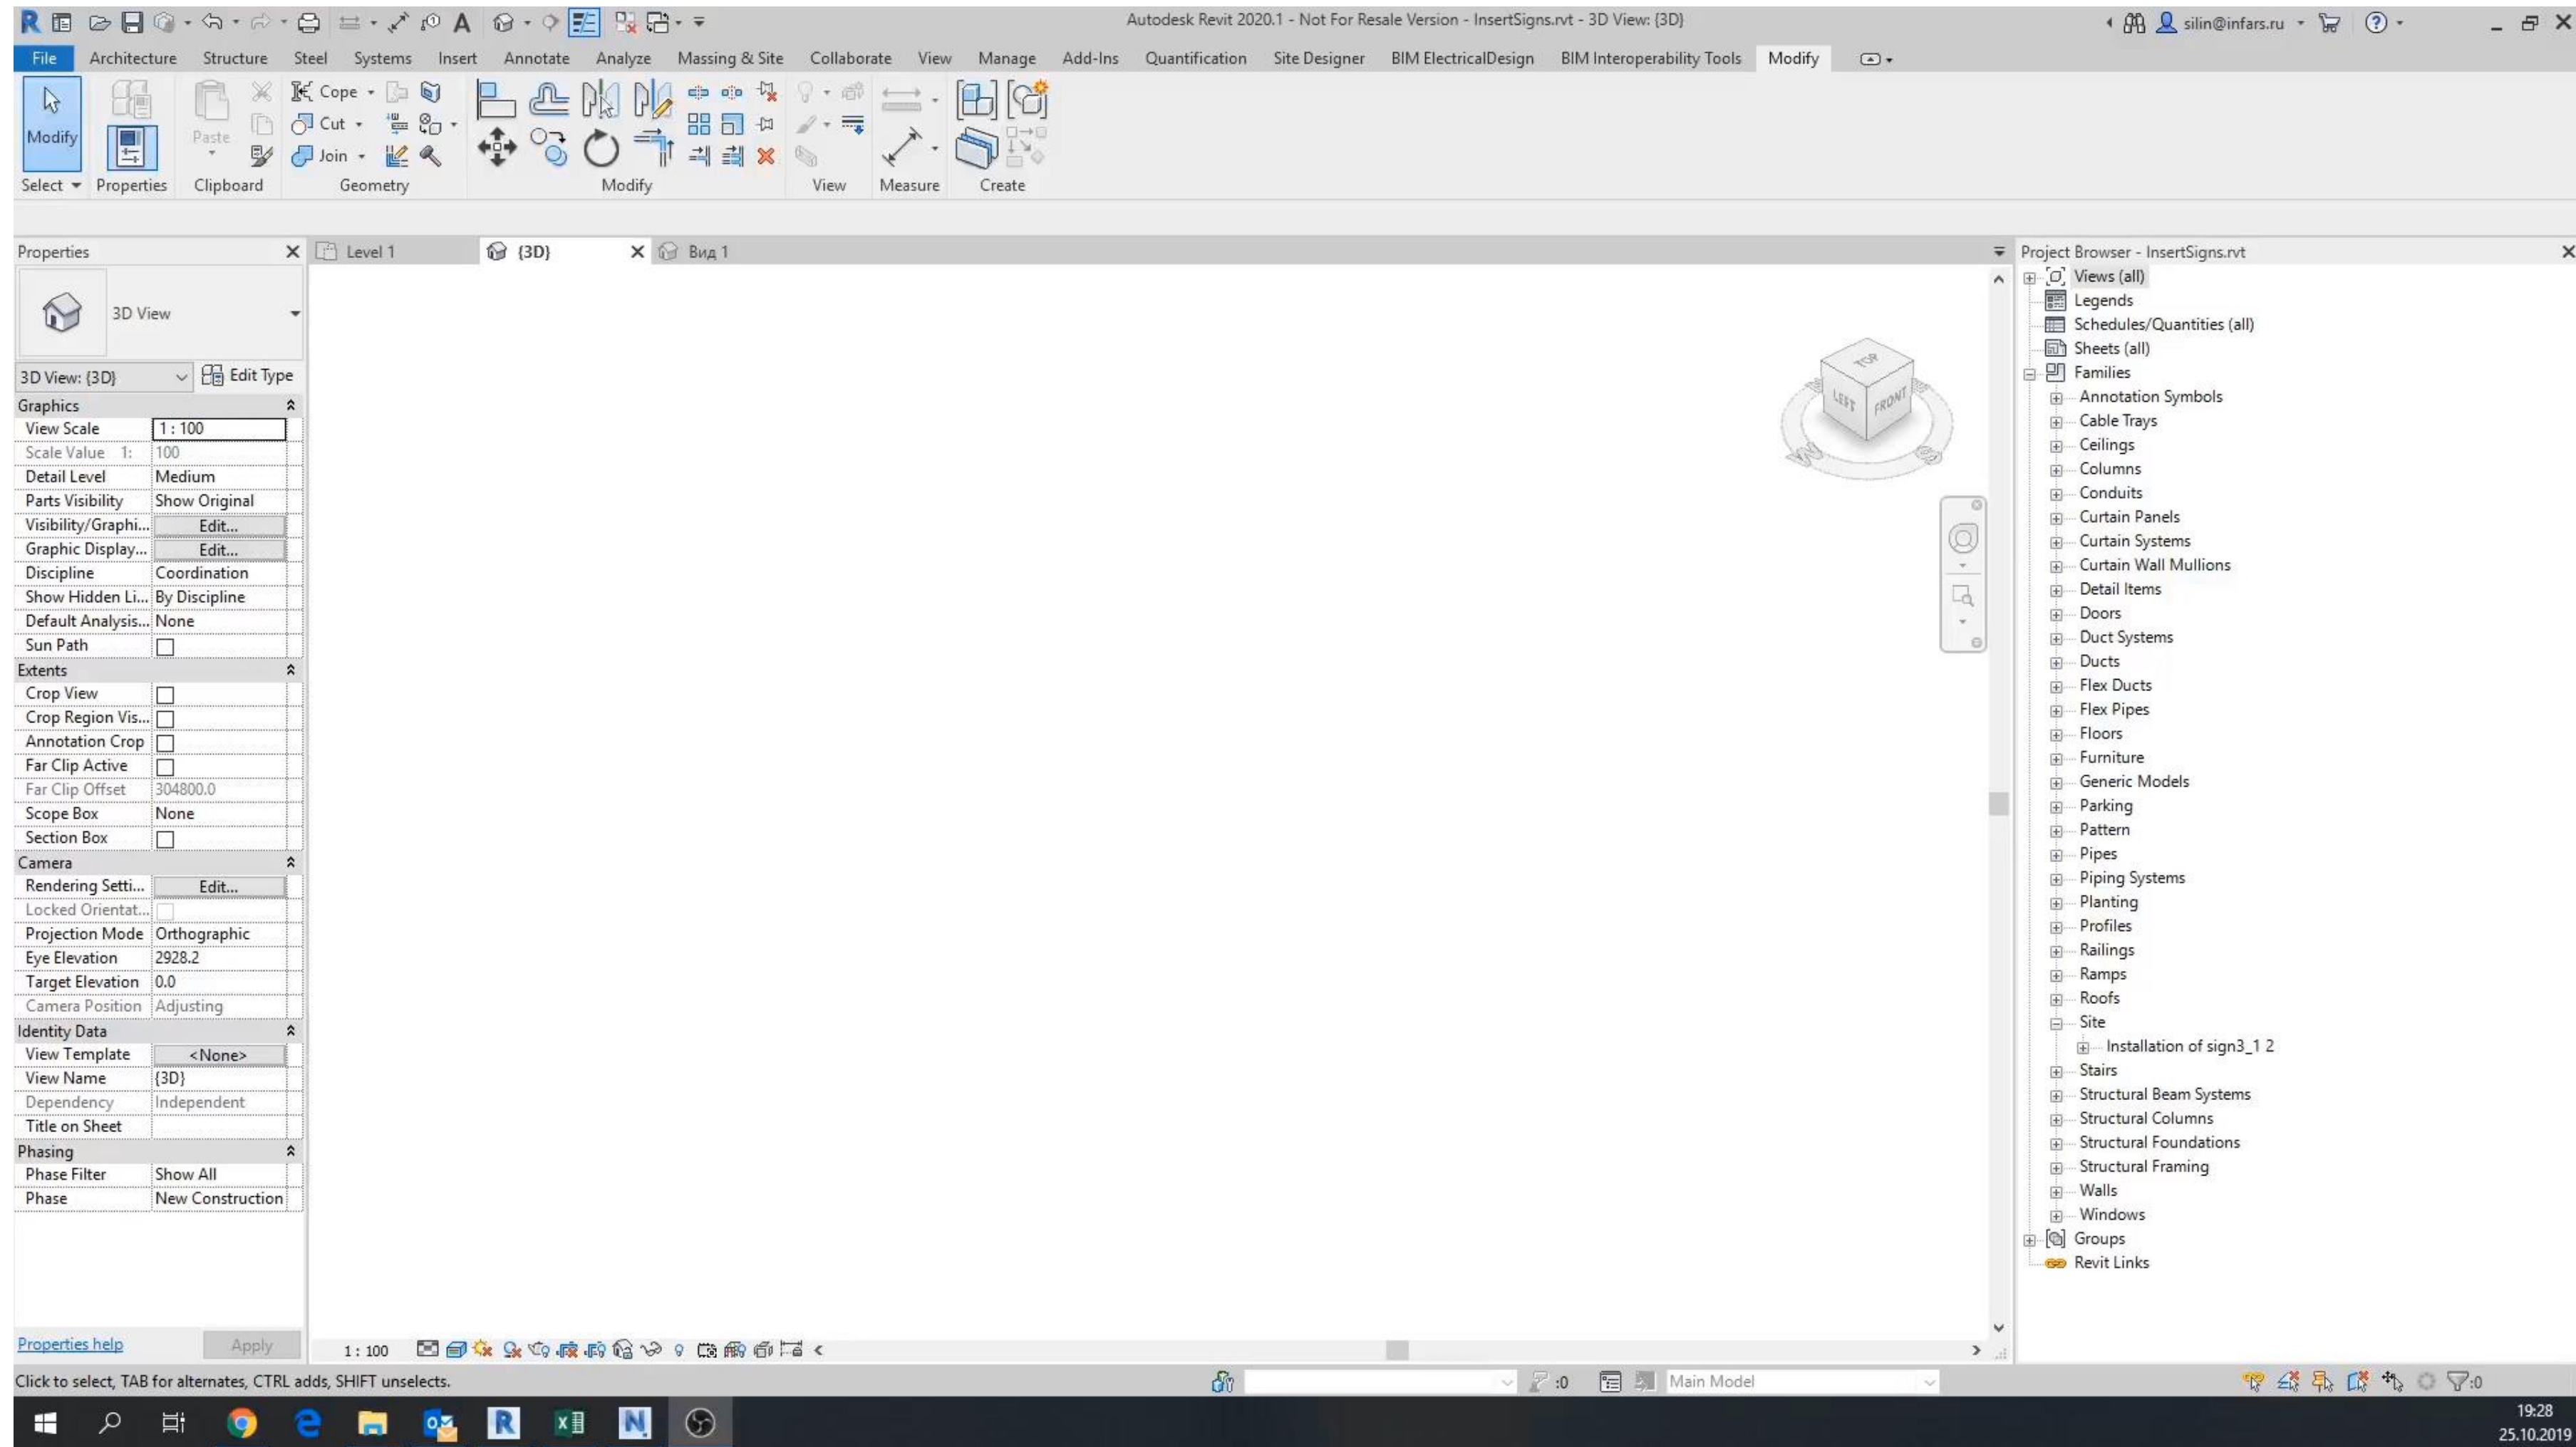 Autodesk Revit 2020.1 - Not For Resale Version - InsertSigns.rvt - 3D View: {3D}
silin@infars.ru
File Architecture Structure Steel Systems Insert Annotate Analyze Massing & Site Collaborate View Manage Add-Ins Quantification Site Designer BIM ElectricalDesign BIM Interoperability Tools Modify
Modify
Paste
Cope
Cut
Join
Select Properties Clipboard Geometry Modify View Measure Create
Properties
Level 1 {3D} Вид 1
3D View
3D View: {3D} Edit Type
Graphics
View Scale 1 : 100
Scale Value 1: 100
Detail Level Medium
Parts Visibility Show Original
Visibility/Graphi... Edit...
Graphic Display... Edit...
Discipline Coordination
Show Hidden Li... By Discipline
Default Analysis... None
Sun Path
Extents
Crop View
Crop Region Vis...
Annotation Crop
Far Clip Active
Far Clip Offset 304800.0
Scope Box None
Section Box
Camera
Rendering Setti... Edit...
Locked Orientat...
Projection Mode Orthographic
Eye Elevation 2928.2
Target Elevation 0.0
Camera Position Adjusting
Identity Data
View Template <None>
View Name {3D}
Dependency Independent
Title on Sheet
Phasing
Phase Filter Show All
Phase New Construction
Properties help Apply
TOP
LEFT FRONT
W S
1 : 100
Project Browser - InsertSigns.rvt
Views (all)
Legends
Schedules/Quantities (all)
Sheets (all)
Families
Annotation Symbols
Cable Trays
Ceilings
Columns
Conduits
Curtain Panels
Curtain Systems
Curtain Wall Mullions
Detail Items
Doors
Duct Systems
Ducts
Flex Ducts
Flex Pipes
Floors
Furniture
Generic Models
Parking
Pattern
Pipes
Piping Systems
Planting
Profiles
Railings
Ramps
Roofs
Site
Installation of sign3_1 2
Stairs
Structural Beam Systems
Structural Columns
Structural Foundations
Structural Framing
Walls
Windows
Groups
Revit Links
Click to select, TAB for alternates, CTRL adds, SHIFT unselects.
:0 Main Model :0
19:28
25.10.2019